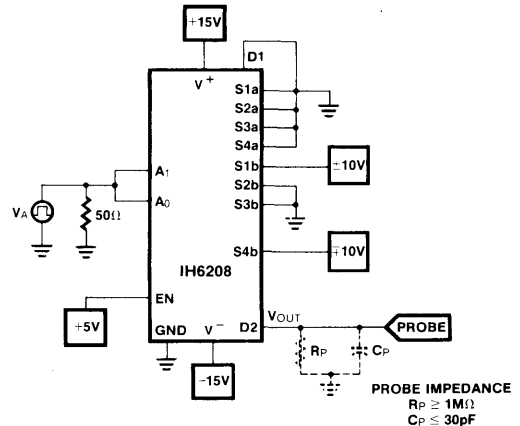 +15V
D1
V+
S1a
S2a
S3a
S4a
S1b
±10V
S2b
S3b
A1
A0
VA
50Ω
S4b
∓10V
IH6208
EN
+5V
GND
V−
D2
VOUT
PROBE
RP
CP
−15V
PROBE IMPEDANCE
RP ≥ 1MΩ
CP ≤ 30pF